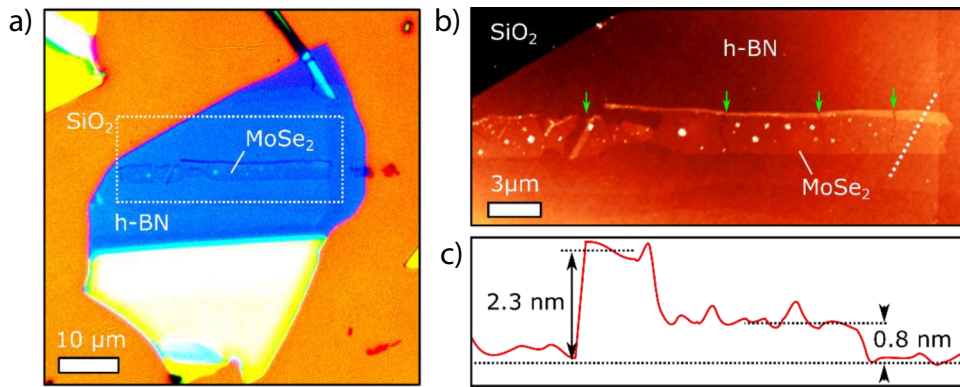 a)
SiO₂
MoSe₂
h-BN
10 μm
b)
SiO₂
h-BN
3μm
MoSe₂
c)
2.3 nm
0.8 nm